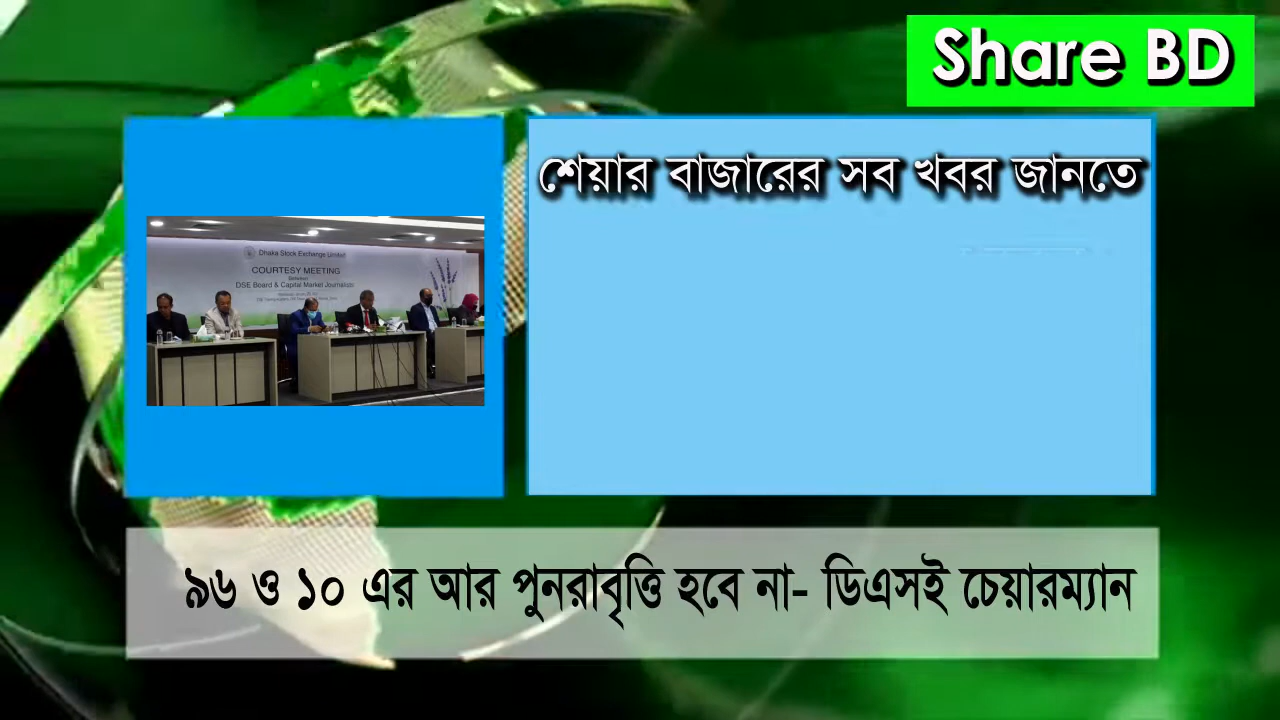 Share BD
শেয়ার বাজারের সব খবর জানতে
Dhaka Stock Exchange Limited
COURTESY MEETING
Between
DSE Board & Capital Market Journalists
৯৬ ও ১০ এর আর পুনরাবৃত্তি হবে না- ডিএসই চেয়ারম্যান